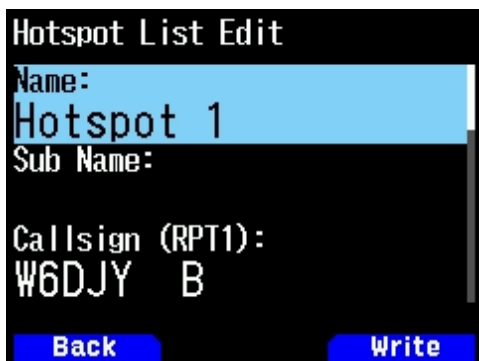 Hotspot List Edit
Name:
Hotspot 1
Sub Name:
Callsign (RPT1):
W6DJY  B
Back Write